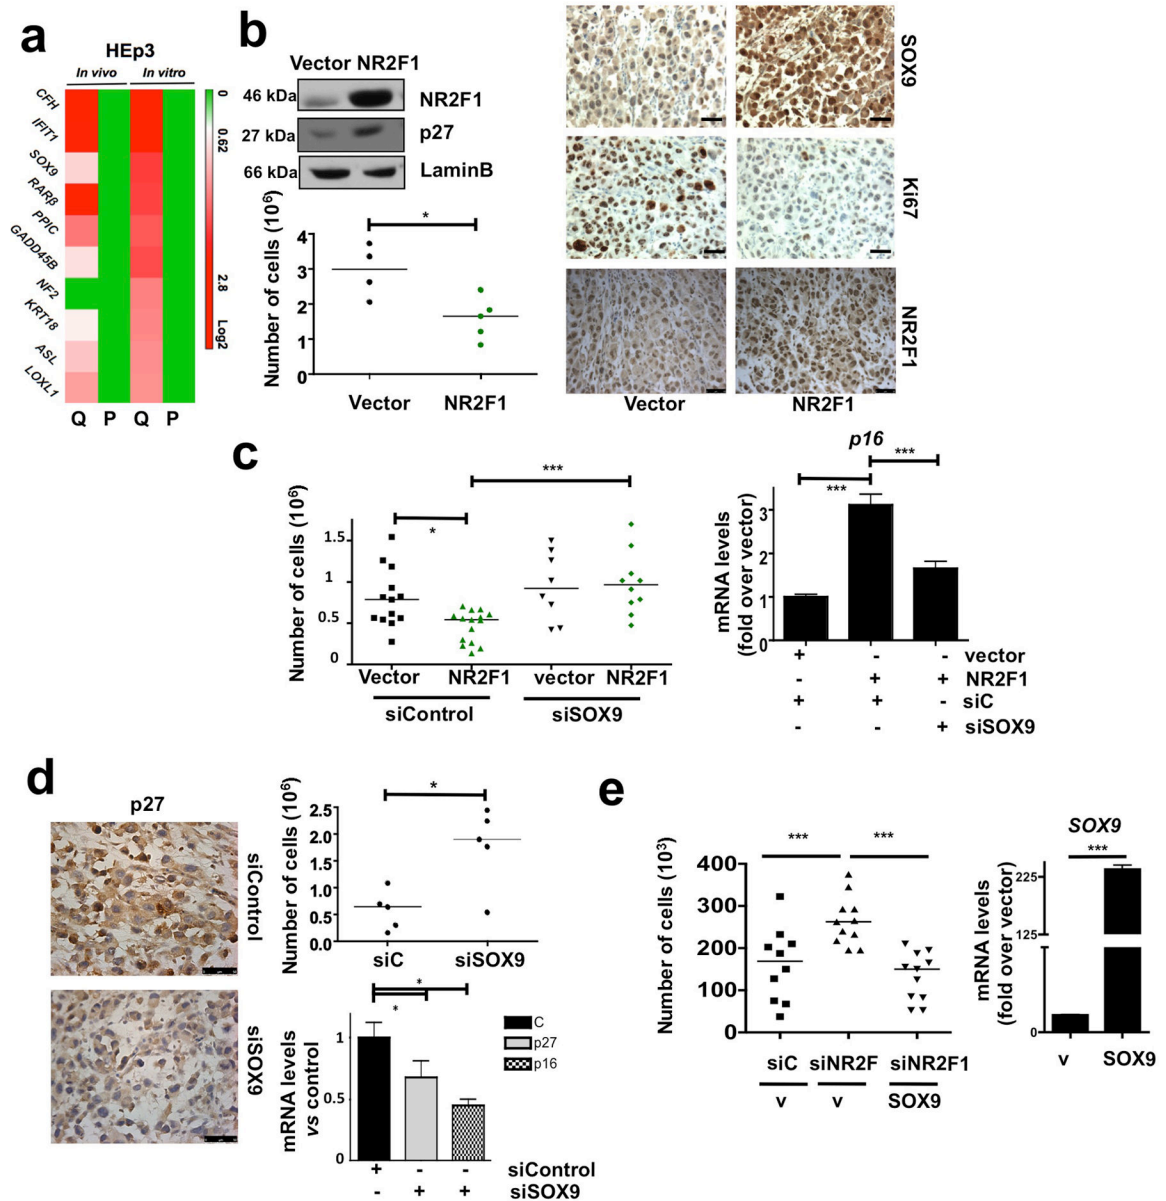 a
HEp3
In vivo
In vitro
CFH
IFIT1
SOX9
RARβ
PPIC
GADD45B
NF2
KRT18
ASL
LOXL1
Q P Q P
0
0.62
2.8
Log2
b
Vector NR2F1
46 kDa
NR2F1
27 kDa
p27
66 kDa
LaminB
Number of cells (10⁶)
4
3
2
1
0
*
Vector
NR2F1
SOX9
Ki67
NR2F1
Vector
NR2F1
c
Number of cells (10⁶)
1.5
1
0.5
0
*
***
Vector NR2F1 vector NR2F1
siControl
siSOX9
p16
***
***
mRNA levels
(fold over vector)
3
2
1
0
+ - - vector
- + + NR2F1
+ + - siC
- - + siSOX9
d
p27
siControl
siSOX9
Number of cells (10⁶)
2.5
2.0
1.0
0.5
0.0
*
siC
siSOX9
mRNA levels
vs control
1
0.5
0
*
*
C
p27
p16
+ - - siControl
- + + siSOX9
e
Number of cells (10³)
400
300
200
100
0
***
***
siC siNR2F siNR2F1
v v SOX9
SOX9
***
mRNA levels
(fold over vector)
225
125
0
v SOX9